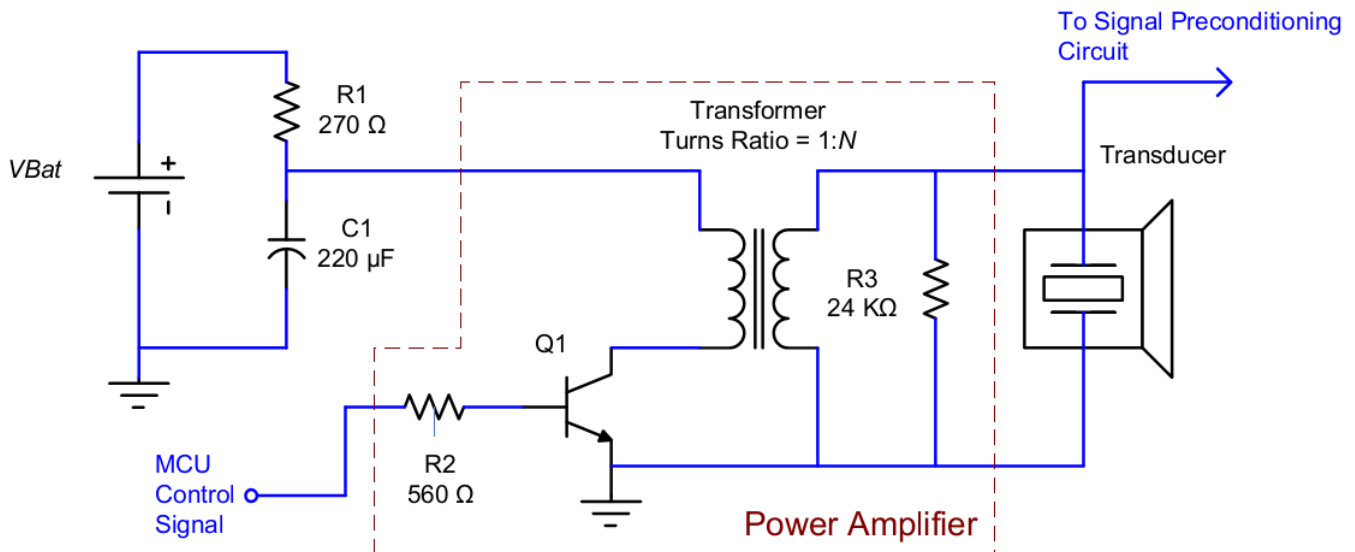 To Signal Preconditioning
Circuit
R1
270 Ω
Transformer
Turns Ratio = 1:N
Transducer
VBat
+
C1
220 µF
R3
24 KΩ
Q1
MCU
Control
Signal
R2
560 Ω
Power Amplifier